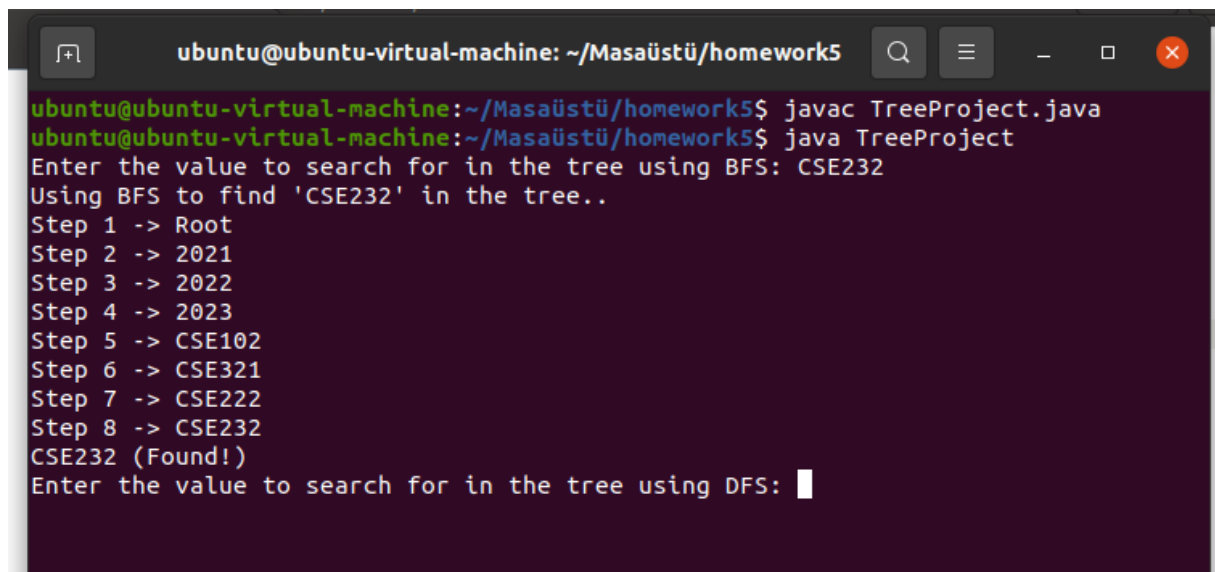 ubuntu@ubuntu-virtual-machine: ~/Masaüstü/homework5
ubuntu@ubuntu-virtual-machine:~/Masaüstü/homework5$ javac TreeProject.java
ubuntu@ubuntu-virtual-machine:~/Masaüstü/homework5$ java TreeProject
Enter the value to search for in the tree using BFS: CSE232
Using BFS to find 'CSE232' in the tree..
Step 1 -> Root
Step 2 -> 2021
Step 3 -> 2022
Step 4 -> 2023
Step 5 -> CSE102
Step 6 -> CSE321
Step 7 -> CSE222
Step 8 -> CSE232
CSE232 (Found!)
Enter the value to search for in the tree using DFS: